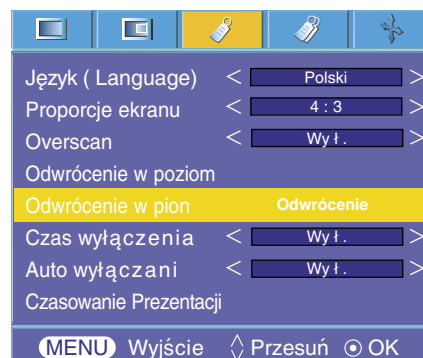 Język ( Language) < Polski >
Proporcje ekranu < 4 : 3 >
Overscan < Wył. >
Odwrócenie w poziom
Odwrócenie w pion Odwrócenie
Czas wyłączenia < Wył. >
Auto wyłączani < Wył. >
Czasowanie Prezentacji
MENU Wyjście Przesuń OK